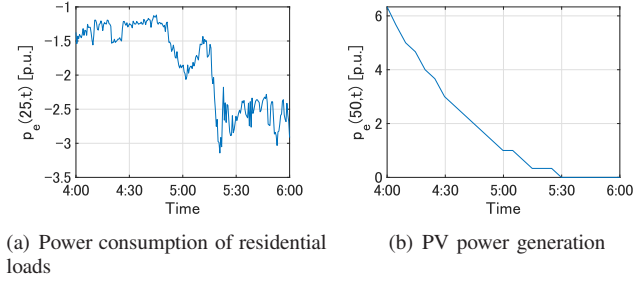 p_e(25,t) [p.u.]
-1
-1.5
-2
-2.5
-3
-3.5
4:00 4:30 5:00 5:30 6:00
Time
(a) Power consumption of residential
loads
p_e(50,t) [p.u.]
6
4
2
0
4:00 4:30 5:00 5:30 6:00
Time
(b) PV power generation